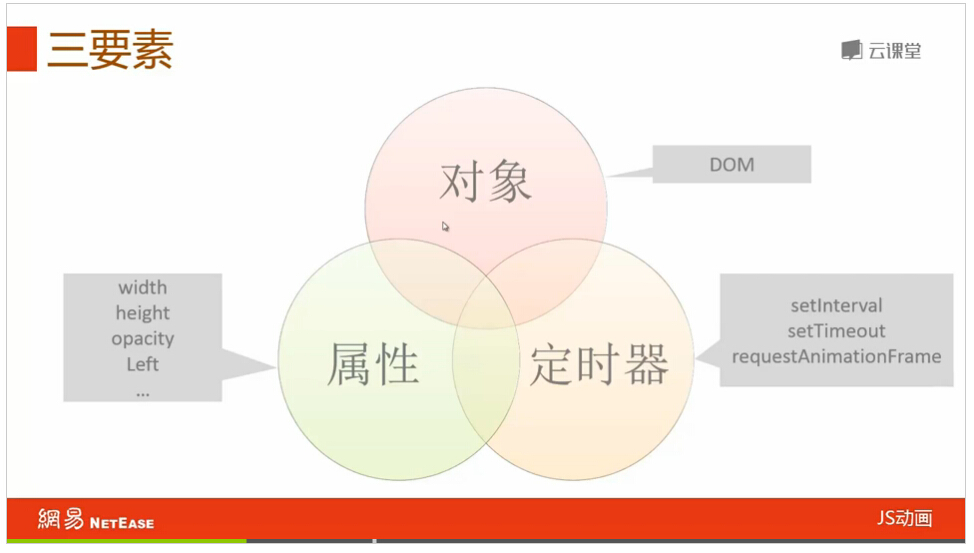 三要素
云课堂
对象
DOM
width
height
opacity
Left
...
属性
定时器
setInterval
setTimeout
requestAnimationFrame
網易 NETEASE
JS动画